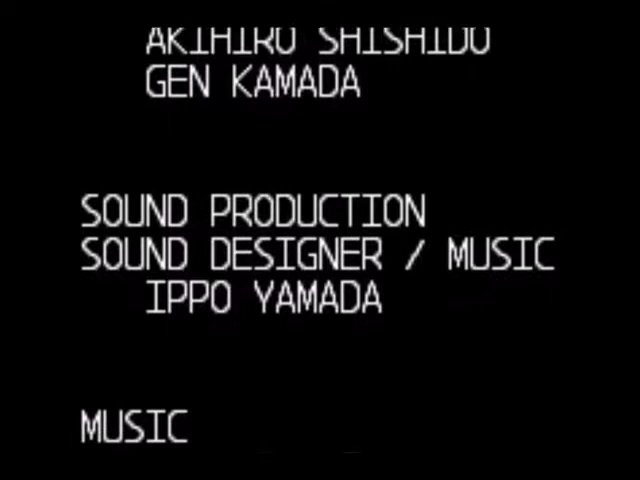 AKIHIRO SHISHIDO
GEN KAMADA
SOUND PRODUCTION
SOUND DESIGNER / MUSIC
IPPO YAMADA
MUSIC